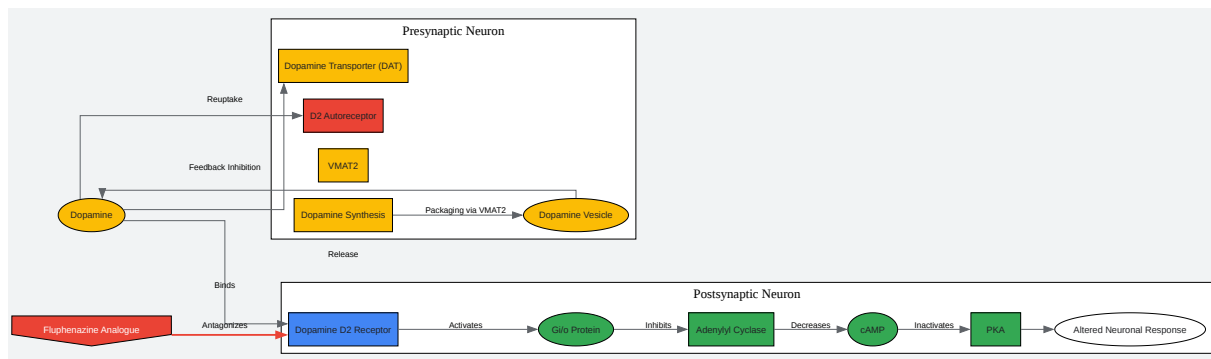 Presynaptic Neuron
Dopamine Transporter (DAT)
Reuptake
D2 Autoreceptor
Feedback Inhibition
VMAT2
Dopamine
Dopamine Synthesis
Packaging via VMAT2
Dopamine Vesicle
Release
Binds
Postsynaptic Neuron
Fluphenazine Analogue
Antagonizes
Dopamine D2 Receptor
Activates
Gi/o Protein
Inhibits
Adenylyl Cyclase
Decreases
cAMP
Inactivates
PKA
Altered Neuronal Response